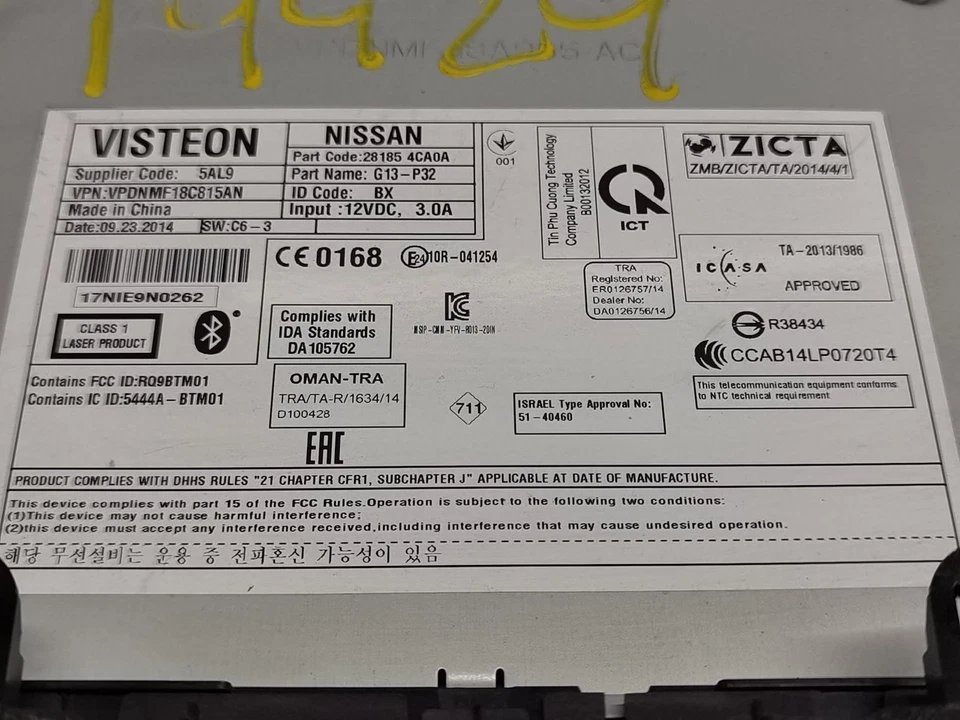 VISTEON
Supplier Code: 5AL9
VPN:VPDNMF18C815AN
Made in China
Date:09.23.2014 SW:C6-3
NISSAN
Part Code:28185 4CA0A
Part Name: G13-P32
ID Code: BX
Input :12VDC, 3.0A
17NIE9N0262
CLASS 1
LASER PRODUCT
CE 0168
E24 10R-041254
001
Tin Phu Cuong Technology
Company Limited
B00132012
ICT
ZICTA
ZMB/ZICTA/TA/2014/4/1
ICASA
TA-2013/1986
APPROVED
TRA
Registered No:
ER0126757/14
Dealer No:
DA0126756/14
Complies with
IDA Standards
DA105762
R38434
CCAB14LP0720T4
Contains FCC ID:RQ9BTM01
Contains IC ID:5444A-BTM01
OMAN-TRA
TRA/TA-R/1634/14
D100428
711
ISRAEL Type Approval No:
51-40460
This telecommunication equipment conforms
to NTC technical requirement
EAC
PRODUCT COMPLIES WITH DHHS RULES "21 CHAPTER CFR1, SUBCHAPTER J" APPLICABLE AT DATE OF MANUFACTURE.
This device complies with part 15 of the FCC Rules.Operation is subject to the following two conditions:
(1)This device may not cause harmful interference;
(2)this device must accept any interference received,including interference that may cause undesired operation.
해당 무선설비는 운용 중 전파혼신 가능성이 있음